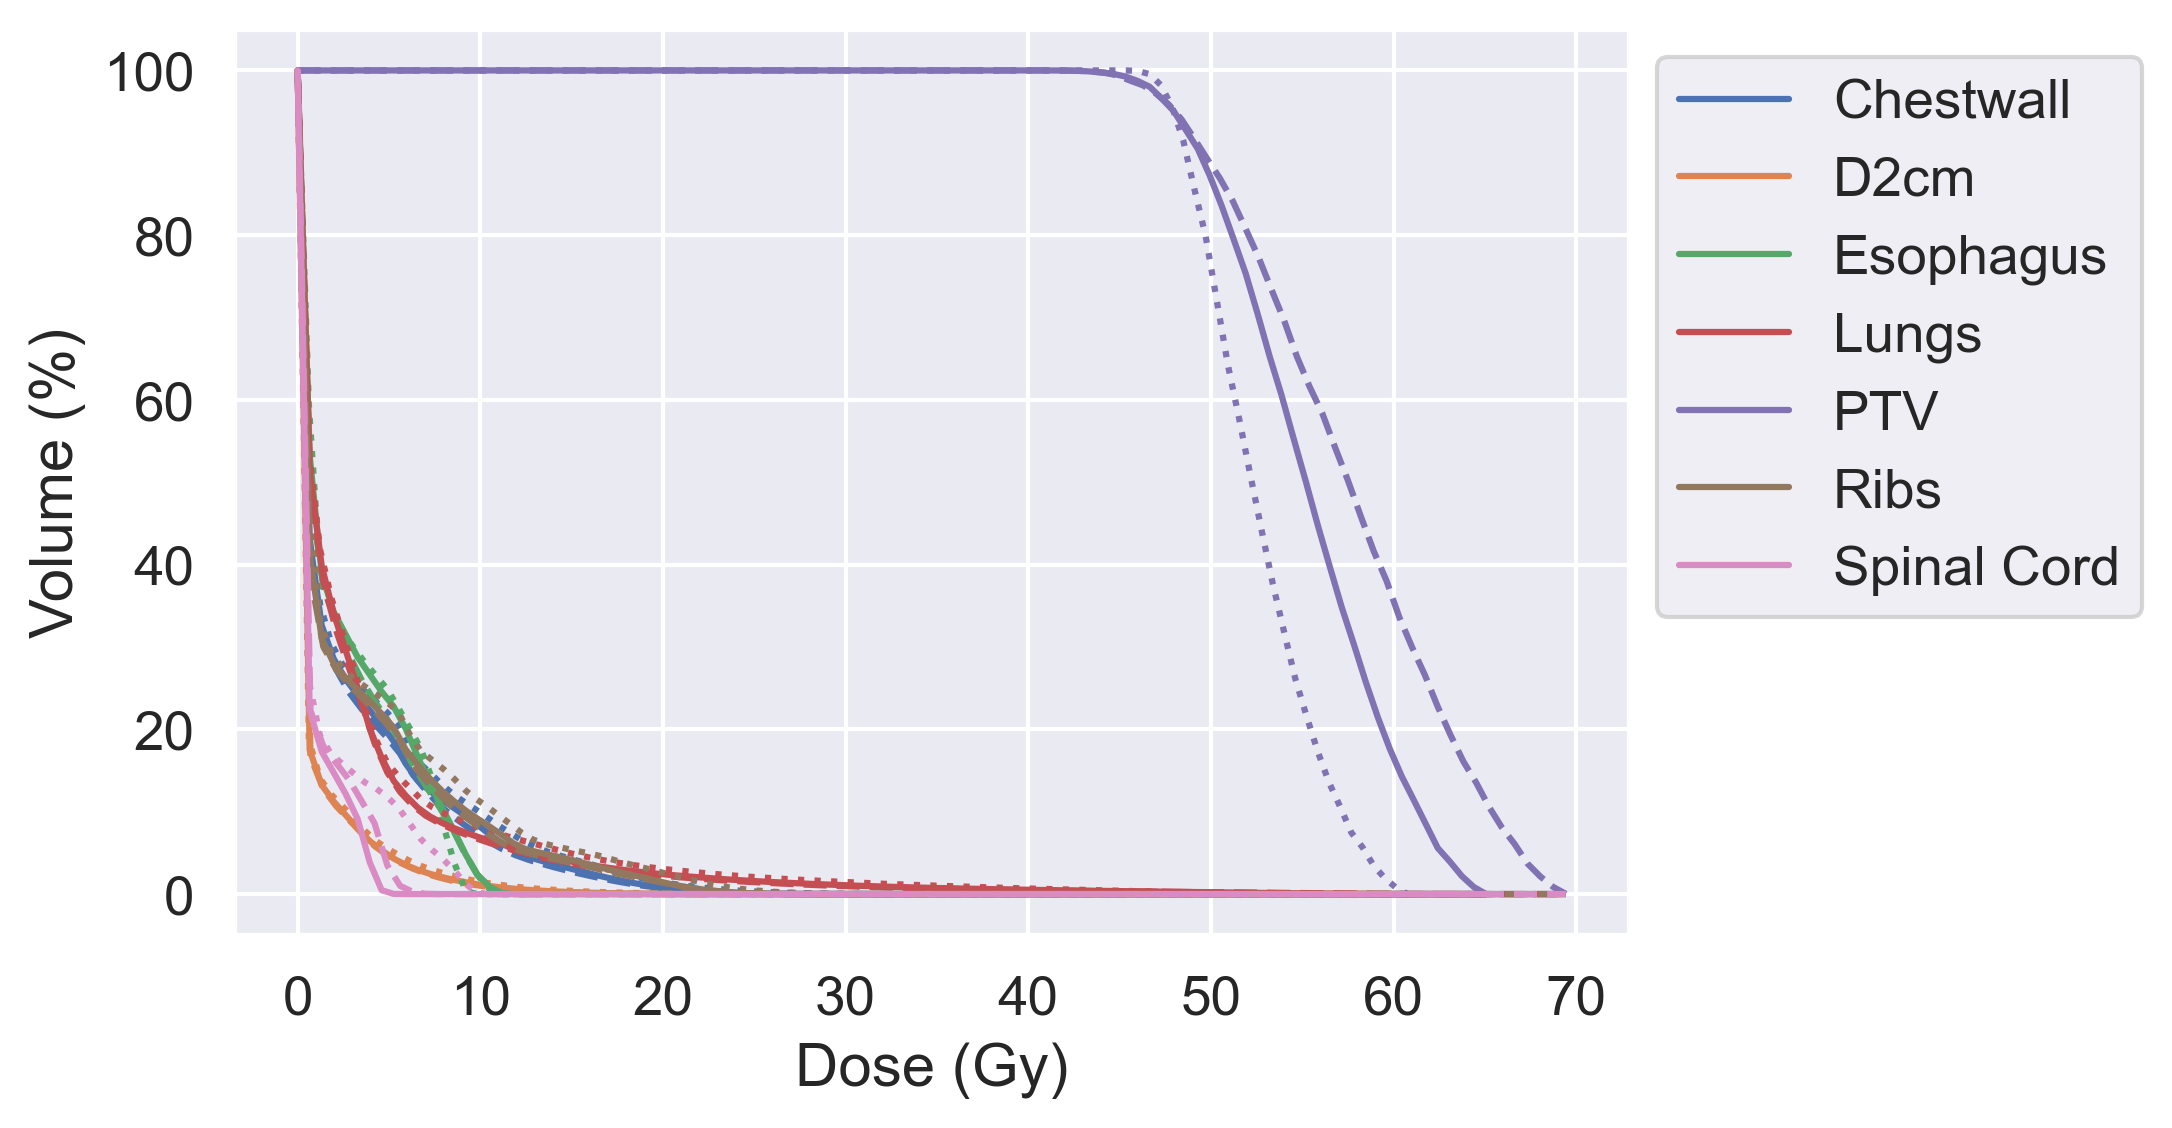 100
80
60
40
20
0
Volume (%)
0 10 20 30 40 50 60 70
Dose (Gy)
Chestwall
D2cm
Esophagus
Lungs
PTV
Ribs
Spinal Cord